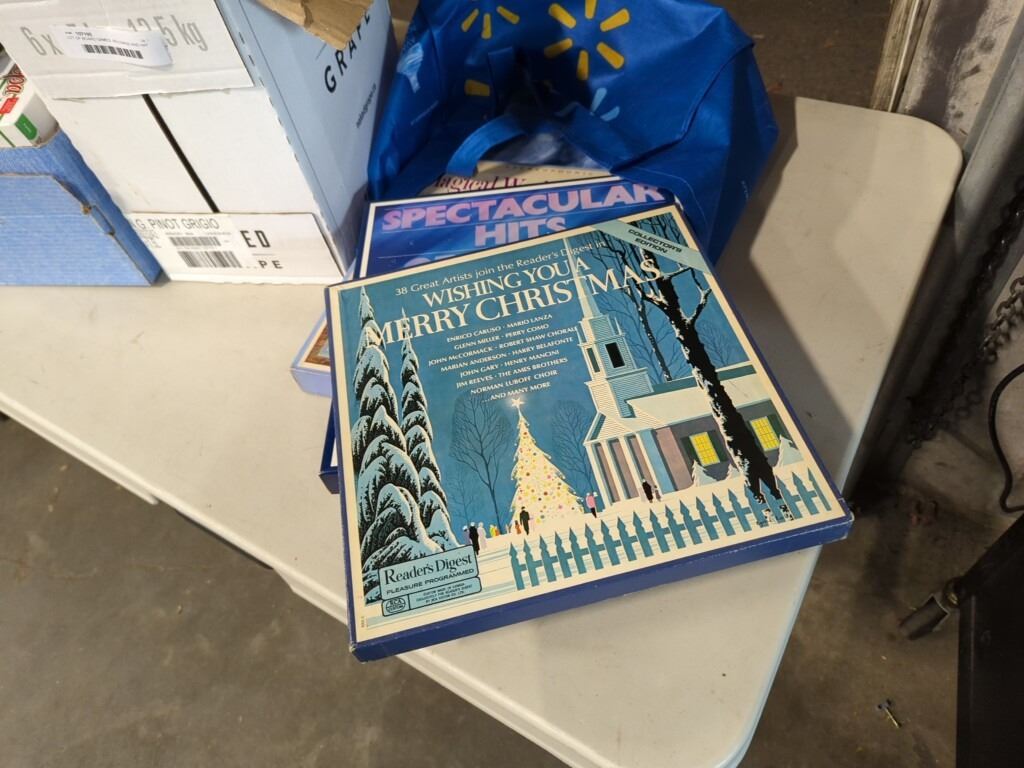 6 x 12,5 kg
GRAPE
G. PINOT GRIGIO
ED
PE
Magical W
SPECTACULAR
HITS
COLLECTOR'S
EDITION
38 Great Artists join the Reader's Digest in...
WISHING YOU A
MERRY CHRISTMAS
ENRICO CARUSO · MARIO LANZA
GLENN MILLER · PERRY COMO
JOHN McCORMACK · ROBERT SHAW CHORALE
MARIAN ANDERSON · HARRY BELAFONTE
JOHN GARY · HENRY MANCINI
JIM REEVES · THE AMES BROTHERS
NORMAN LUBOFF CHOIR
...AND MANY MORE
Reader's Digest
PLEASURE PROGRAMMED